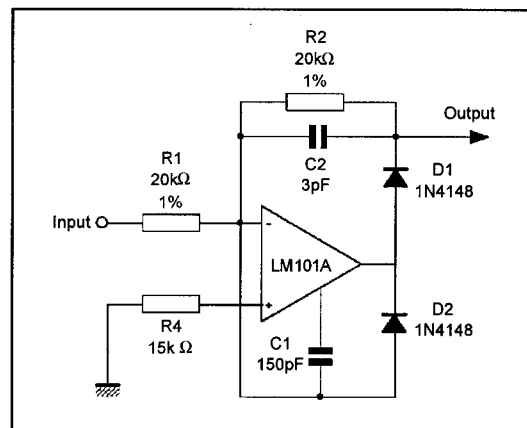 R2
20kΩ
1%
Output
C2
3pF
D1
1N4148
R1
20kΩ
1%
Input
-
LM101A
+
R4
15k Ω
C1
150pF
D2
1N4148